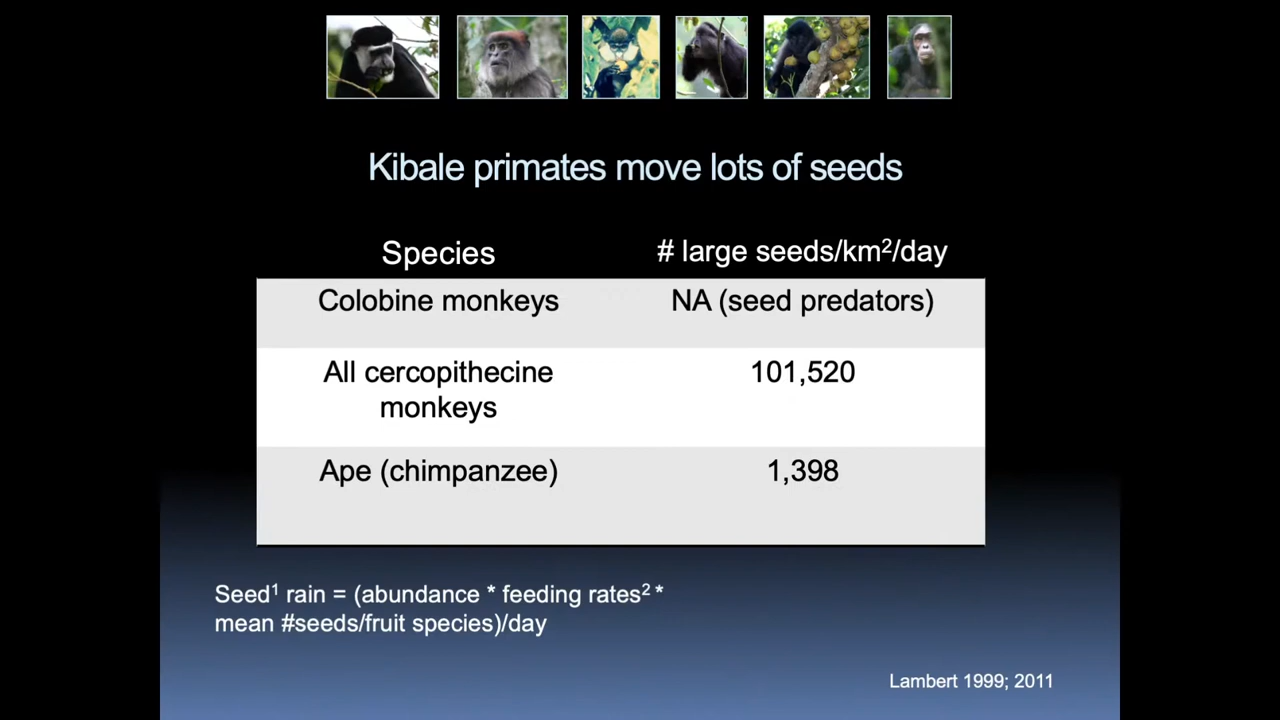 Kibale primates move lots of seeds
Species # large seeds/km²/day
Colobine monkeys NA (seed predators)
All cercopithecine 101,520
monkeys
Ape (chimpanzee) 1,398
Seed¹ rain = (abundance * feeding rates² *
mean #seeds/fruit species)/day
Lambert 1999; 2011